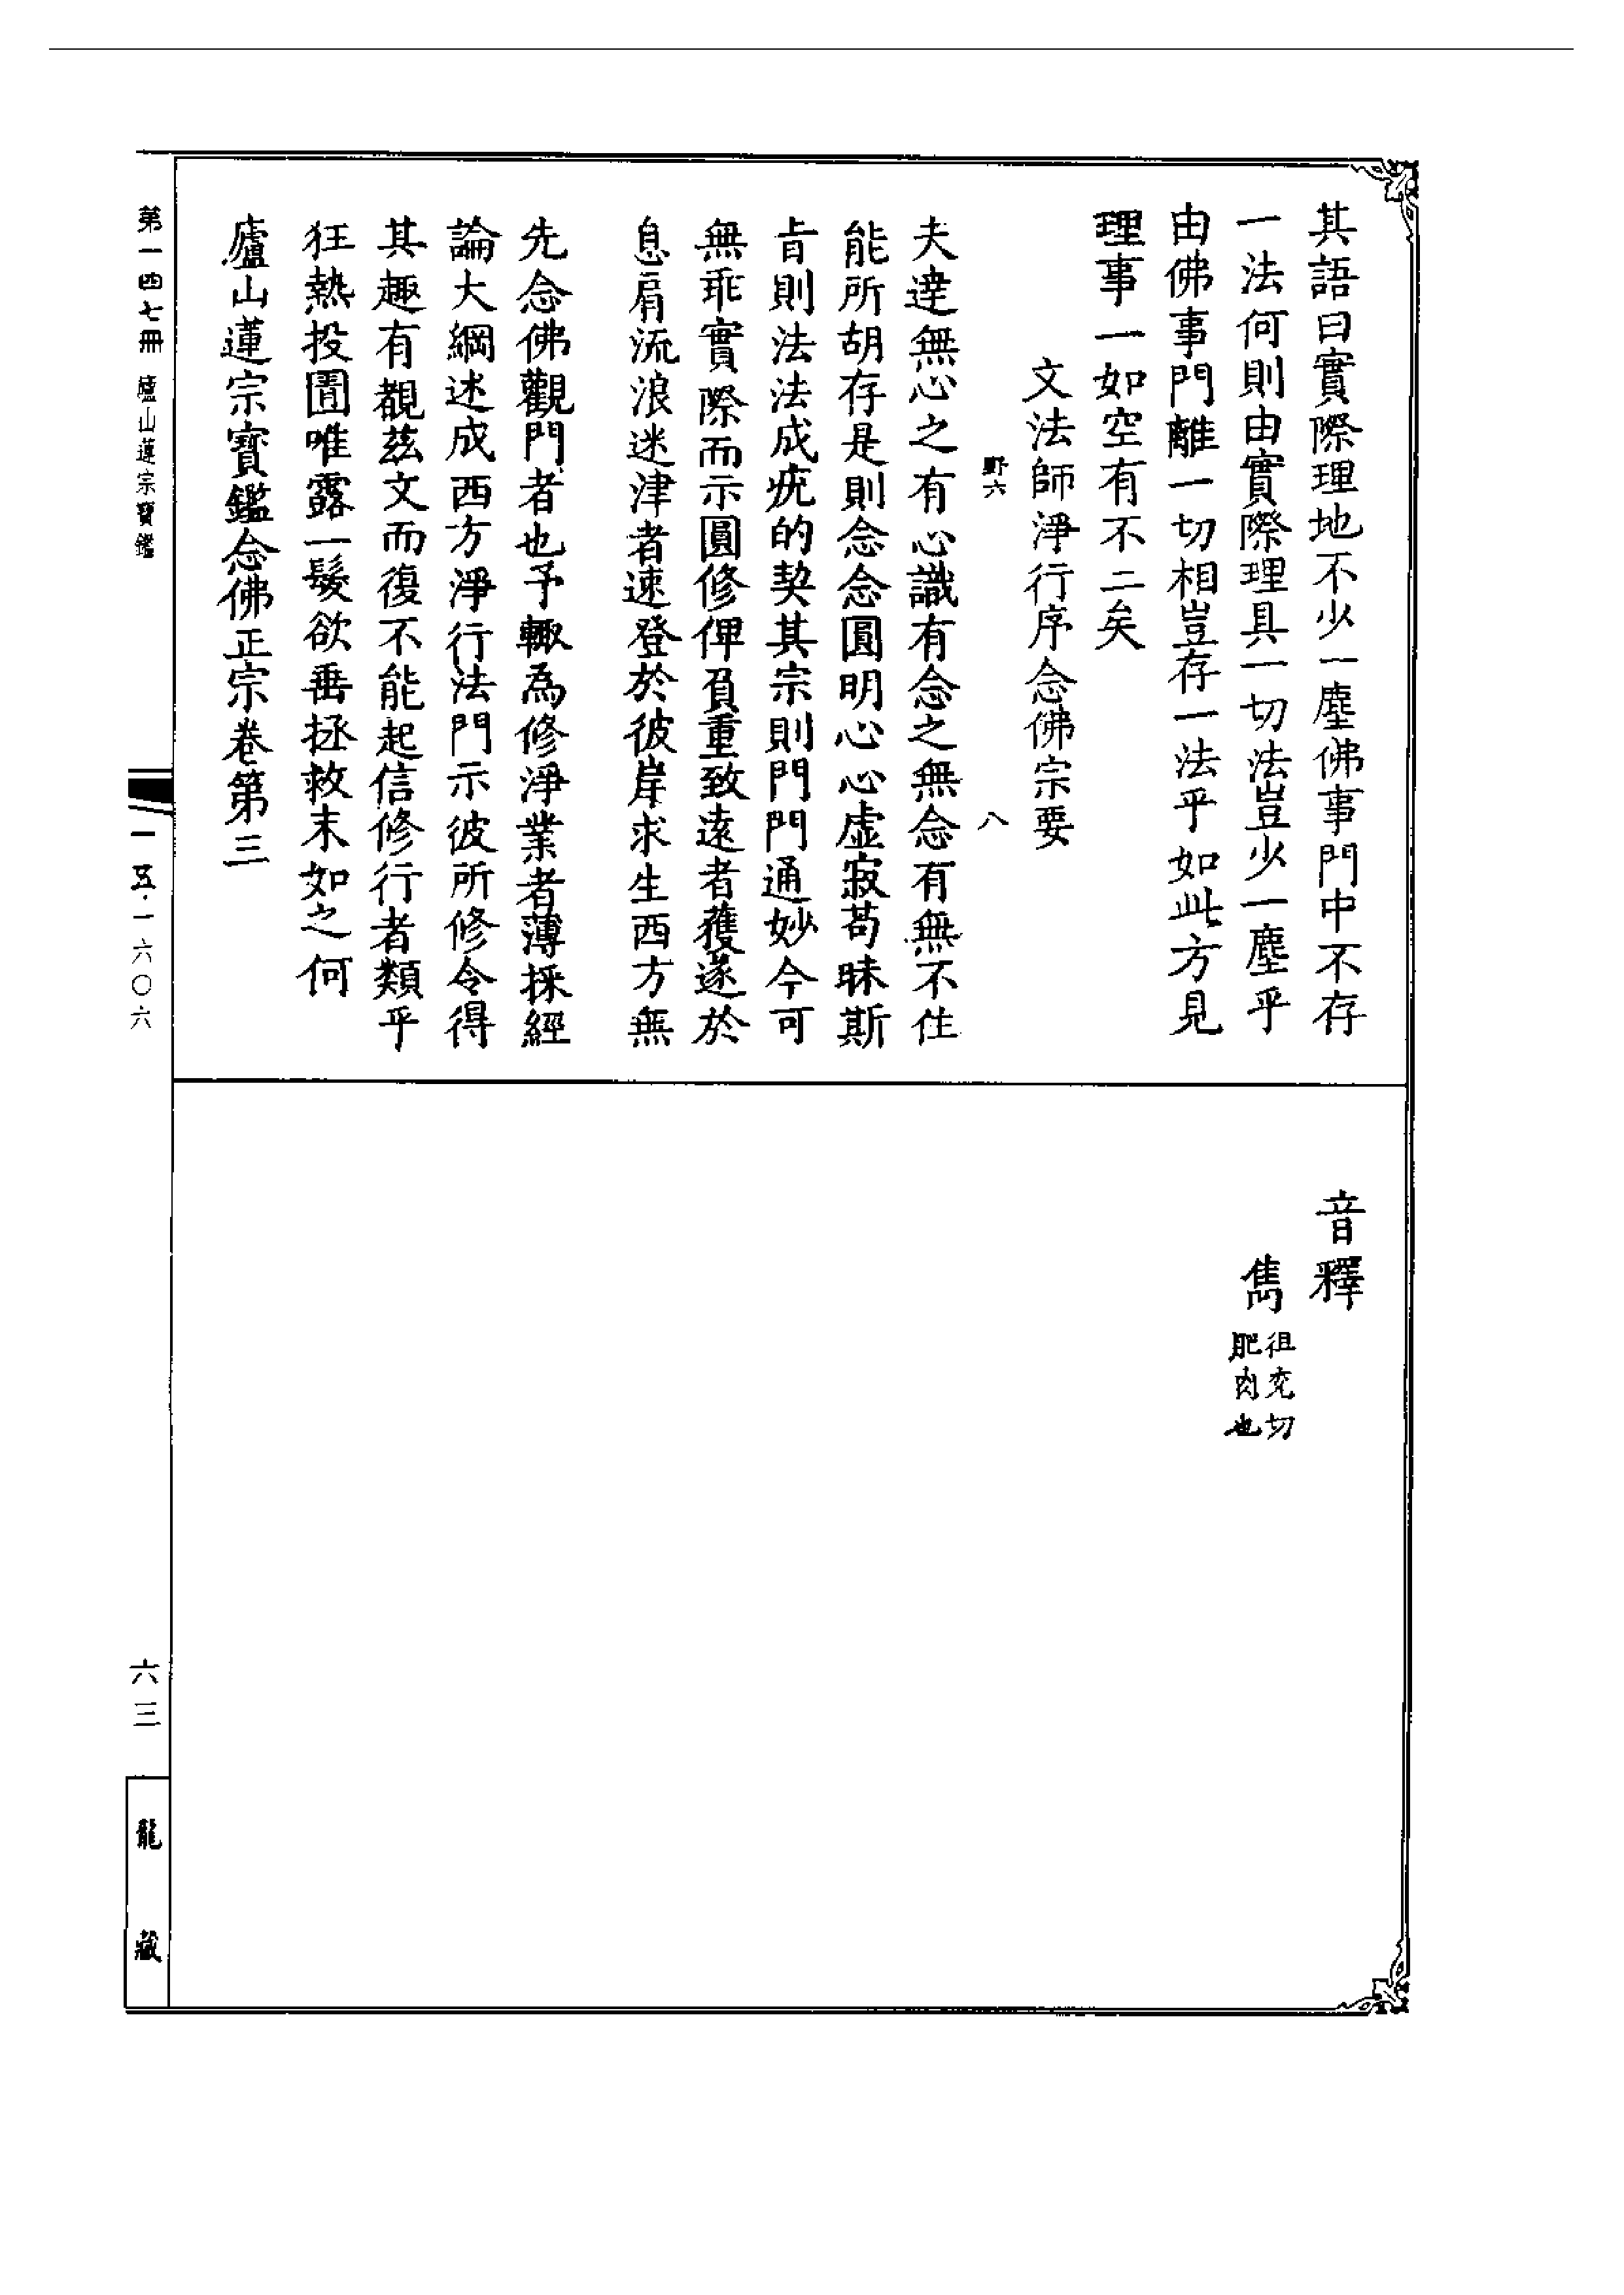 其語曰實際理地不少一塵佛事門中不存
一法何則由實際理具一切法豈少一塵乎
由佛事門離一切相豈存一法乎如此方見
理事一如空有不二矣
文法師淨行序念佛宗要
野六
八
夫達無心之有心識有念之無念有無不住
能所胡存是則念念圓明心心虛寂苟昧斯
旨則法法成疣的契其宗則門門通妙今可
無乖實際而示圓修俾負重致遠者獲遂於
息肩流浪迷津者速登於彼岸求生西方無
先念佛觀門者也予輙為修淨業者薄採經
論大綱述成西方淨行法門示彼所修令得
其趣有覩茲文而復不能起信修行者類乎
狂熱投圊唯露一髮欲垂拯救末如之何
廬山蓮宗寶鑑念佛正宗卷第三
音釋
雋
徂兖切
肥肉也
第一四七冊 廬山蓮宗寶鑑
一五·一六〇六
六三
龍藏